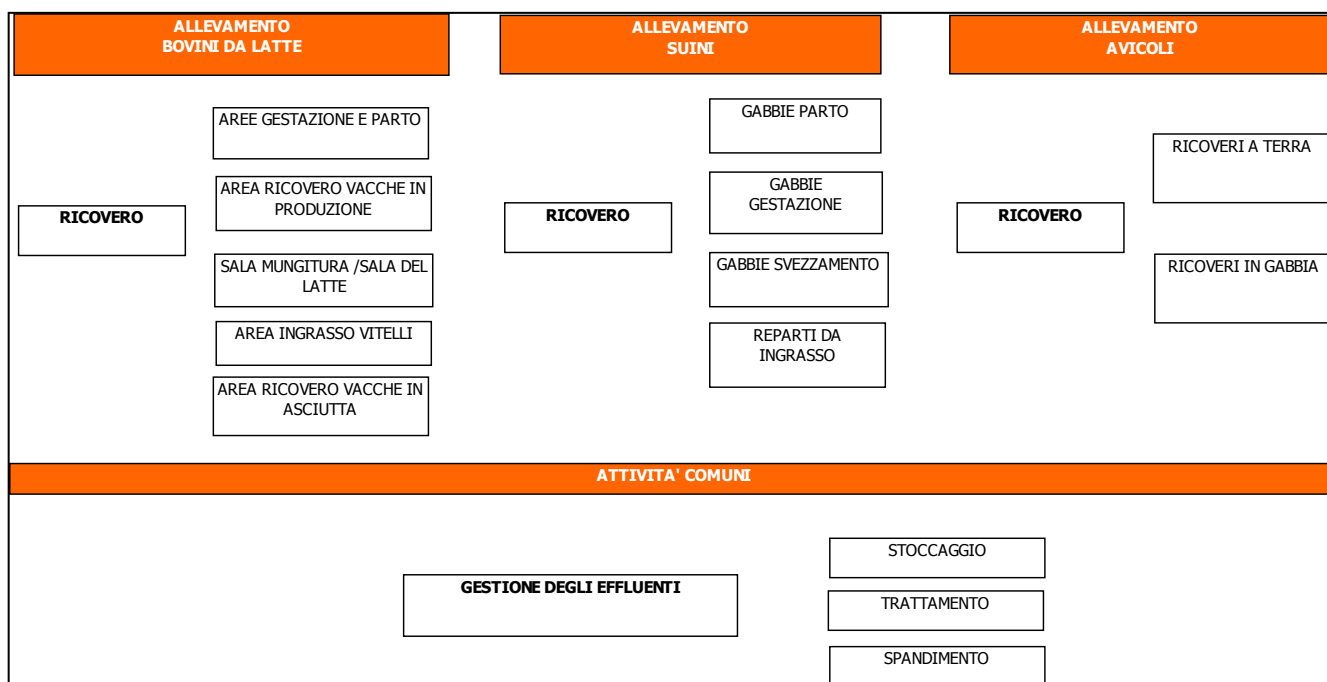 ALLEVAMENTO
BOVINI DA LATTE
ALLEVAMENTO
SUINI
ALLEVAMENTO
AVICOLI
RICOVERO
AREE GESTAZIONE E PARTO
AREA RICOVERO VACCHE IN
PRODUZIONE
SALA MUNGITURA /SALA DEL
LATTE
AREA INGRASSO VITELLI
AREA RICOVERO VACCHE IN
ASCIUTTA
RICOVERO
GABBIE PARTO
GABBIE
GESTAZIONE
GABBIE SVEZZAMENTO
REPARTI DA
INGRASSO
RICOVERO
RICOVERI A TERRA
RICOVERI IN GABBIA
ATTIVITA' COMUNI
GESTIONE DEGLI EFFLUENTI
STOCCAGGIO
TRATTAMENTO
SPANDIMENTO